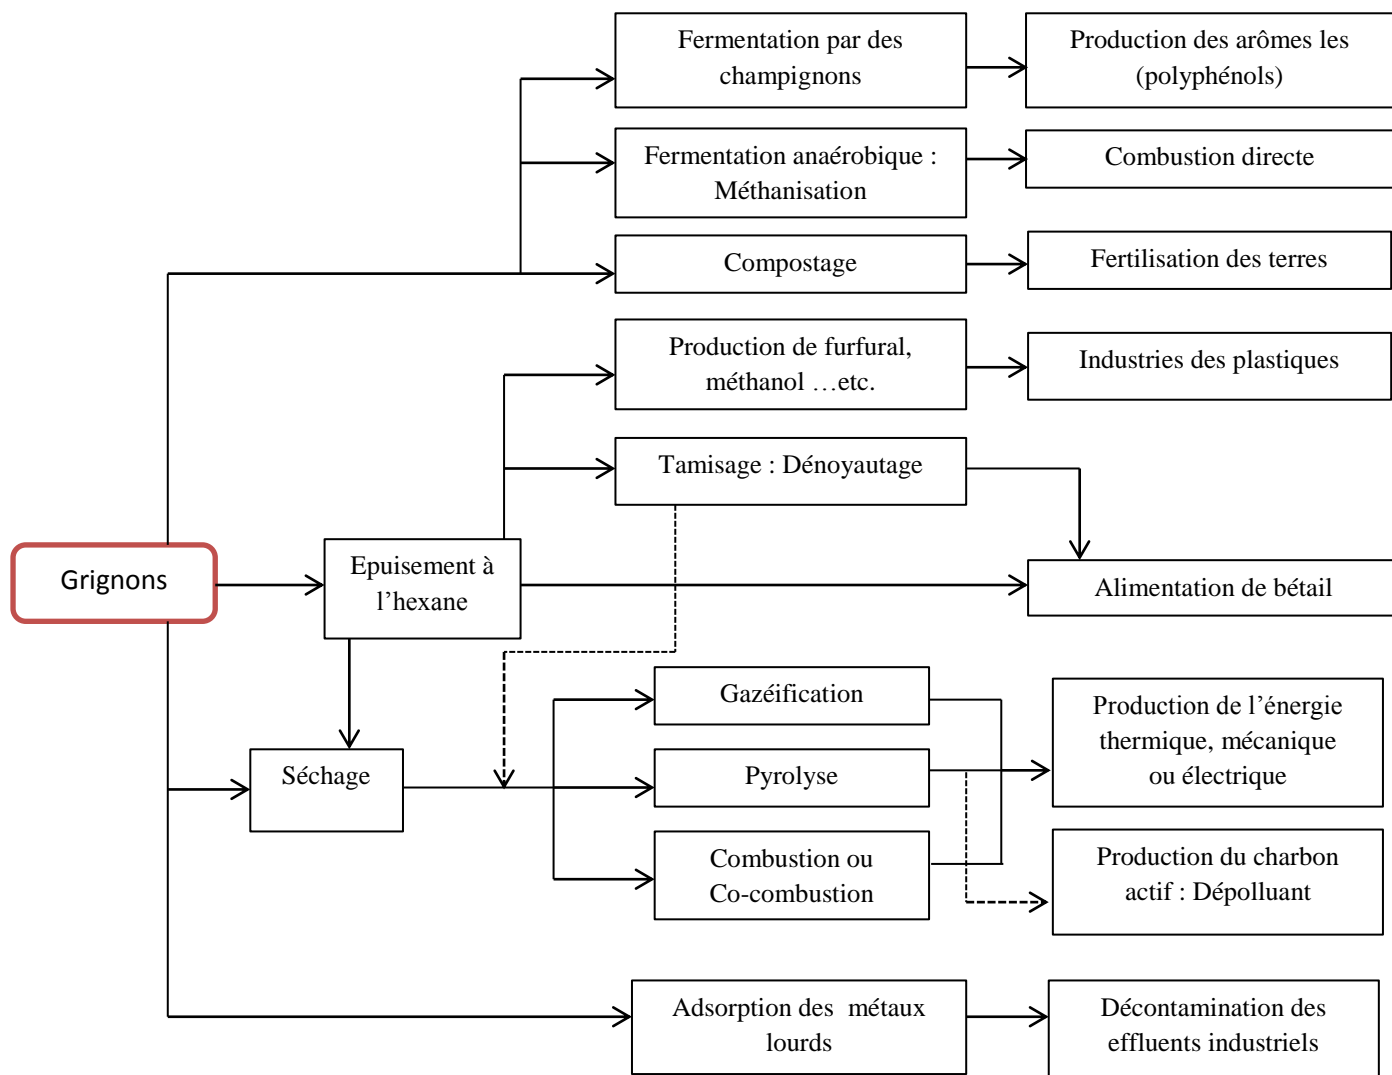 Fermentation par des
champignons
Production des arômes les
(polyphénols)
Fermentation anaérobique :
Méthanisation
Combustion directe
Compostage
Fertilisation des terres
Production de furfural,
méthanol …etc.
Industries des plastiques
Tamisage : Dénoyautage
Grignons
Epuisement à
l’hexane
Alimentation de bétail
Séchage
Gazéification
Pyrolyse
Combustion ou
Co-combustion
Production de l’énergie
thermique, mécanique
ou électrique
Production du charbon
actif : Dépolluant
Adsorption des métaux
lourds
Décontamination des
effluents industriels